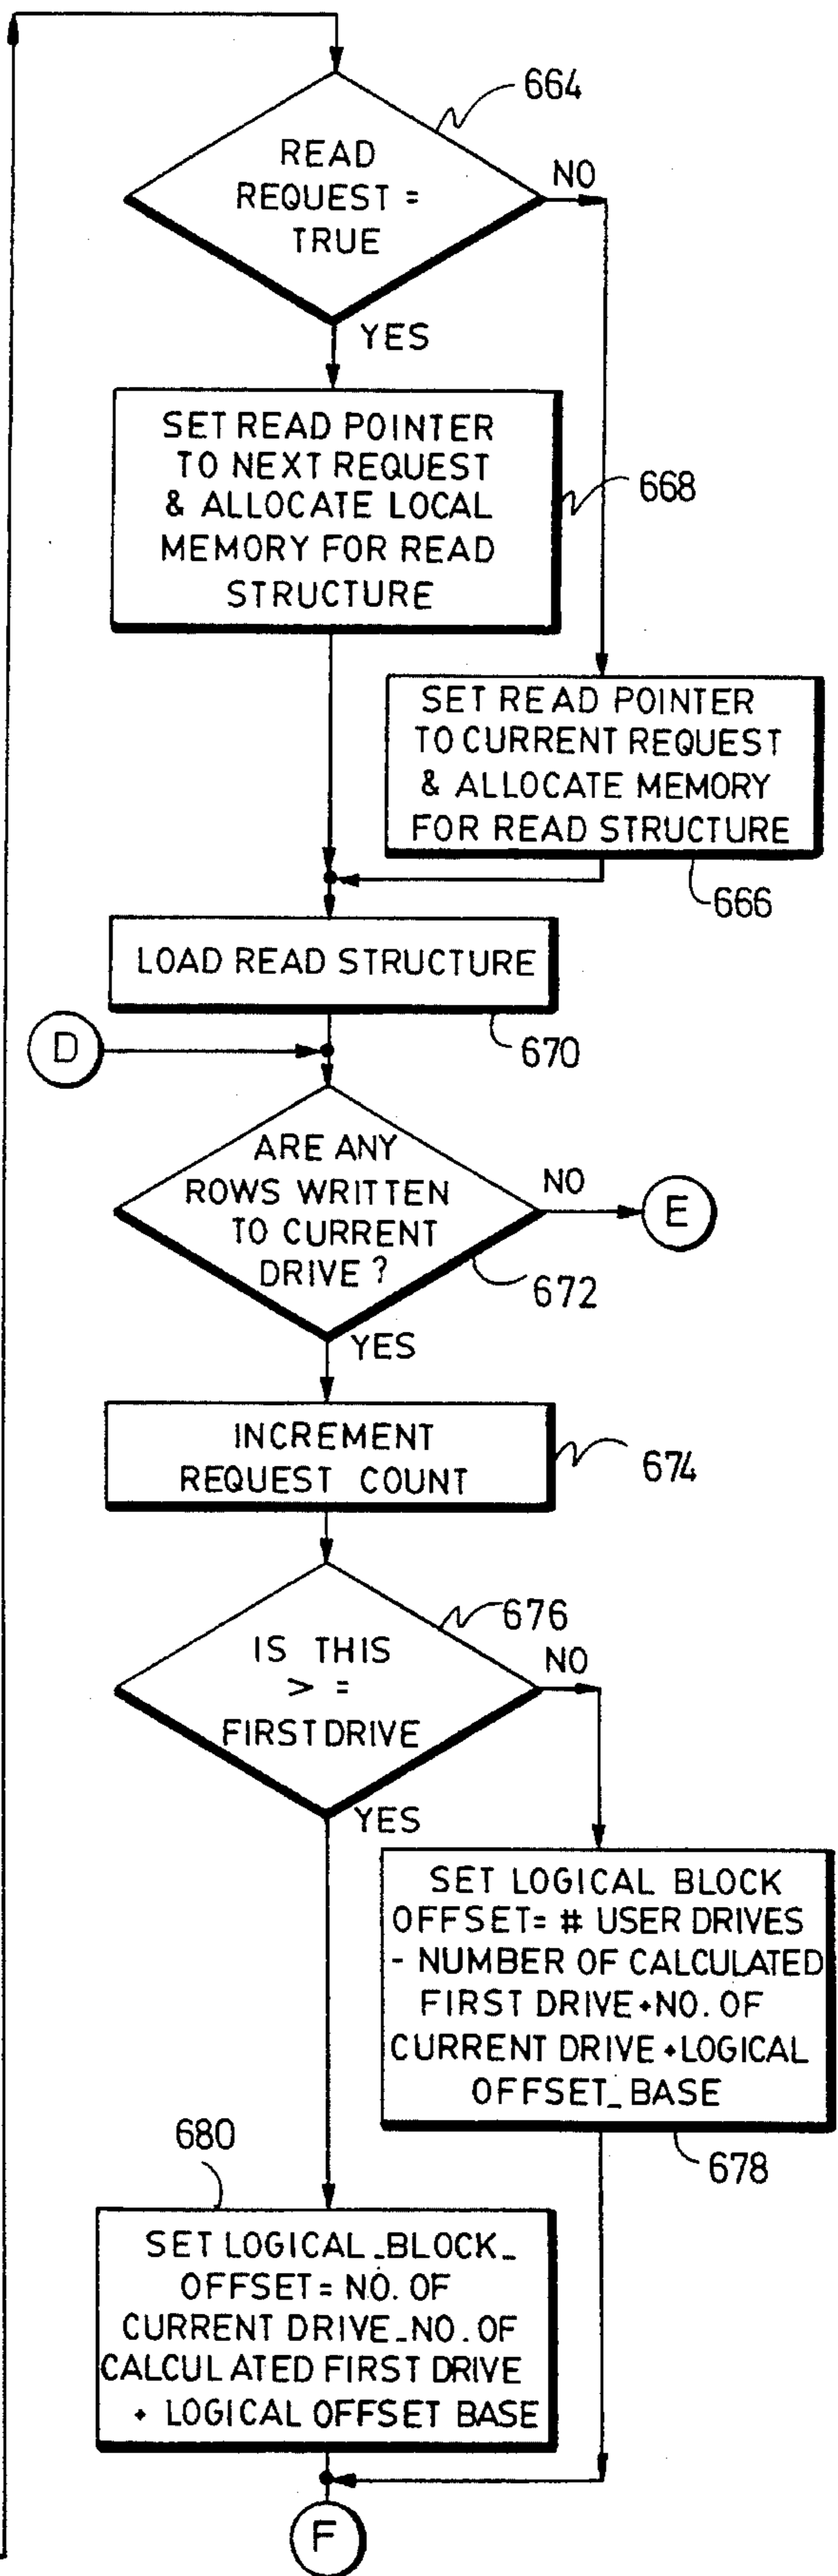 664
READ
REQUEST =
TRUE
NO
YES
SET READ POINTER
TO NEXT REQUEST
& ALLOCATE LOCAL
MEMORY FOR READ
STRUCTURE
668
SET READ POINTER
TO CURRENT REQUEST
& ALLOCATE MEMORY
FOR READ STRUCTURE
666
LOAD READ STRUCTURE
670
D
ARE ANY
ROWS WRITTEN
TO CURRENT
DRIVE ?
NO
E
672
YES
INCREMENT
REQUEST COUNT
674
676
IS THIS
> =
FIRST DRIVE
NO
YES
SET LOGICAL BLOCK
OFFSET = # USER DRIVES
- NUMBER OF CALCULATED
FIRST DRIVE + NO. OF
CURRENT DRIVE + LOGICAL
OFFSET_BASE
678
680
SET LOGICAL_BLOCK_
OFFSET = NO. OF
CURRENT DRIVE - NO. OF
CALCULATED FIRST DRIVE
+ LOGICAL OFFSET BASE
F